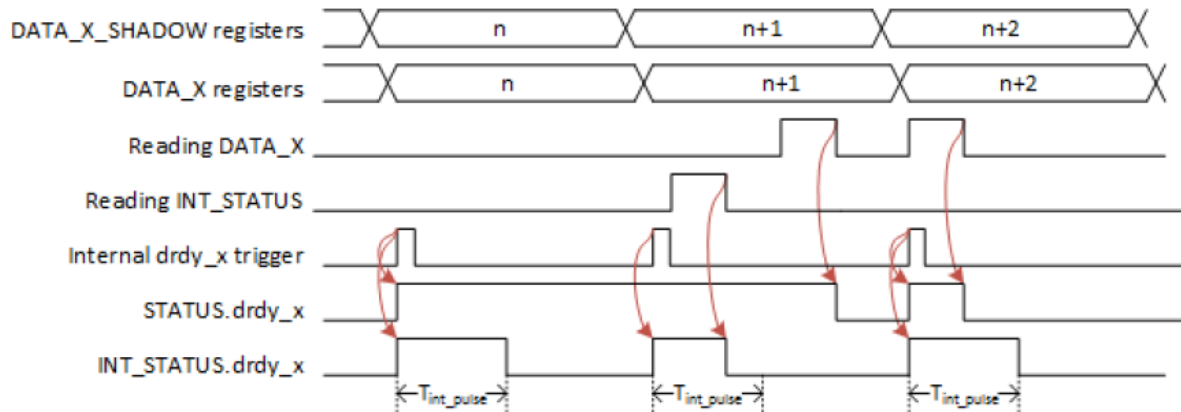 DATA_X_SHADOW registers n n+1 n+2
DATA_X registers n n+1 n+2
Reading DATA_X
Reading INT_STATUS
Internal drdy_x trigger
STATUS.drdy_x
INT_STATUS.drdy_x
Tint_pulse Tint_pulse Tint_pulse